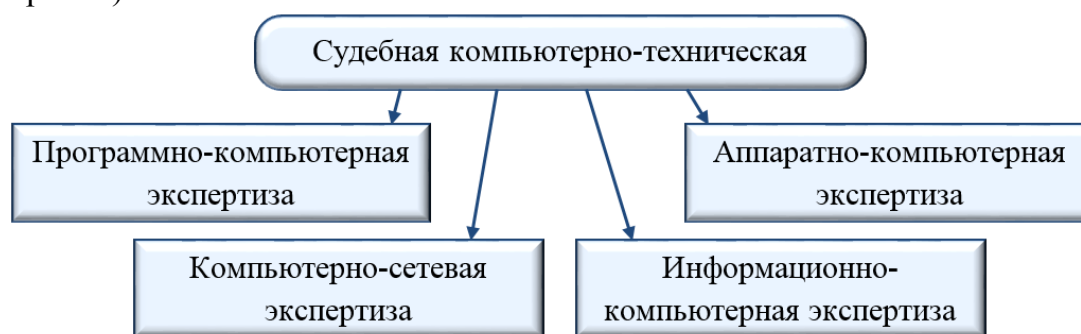 Судебная компьютерно-техническая
Программно-компьютерная
экспертиза
Аппаратно-компьютерная
экспертиза
Компьютерно-сетевая
экспертиза
Информационно-
компьютерная экспертиза